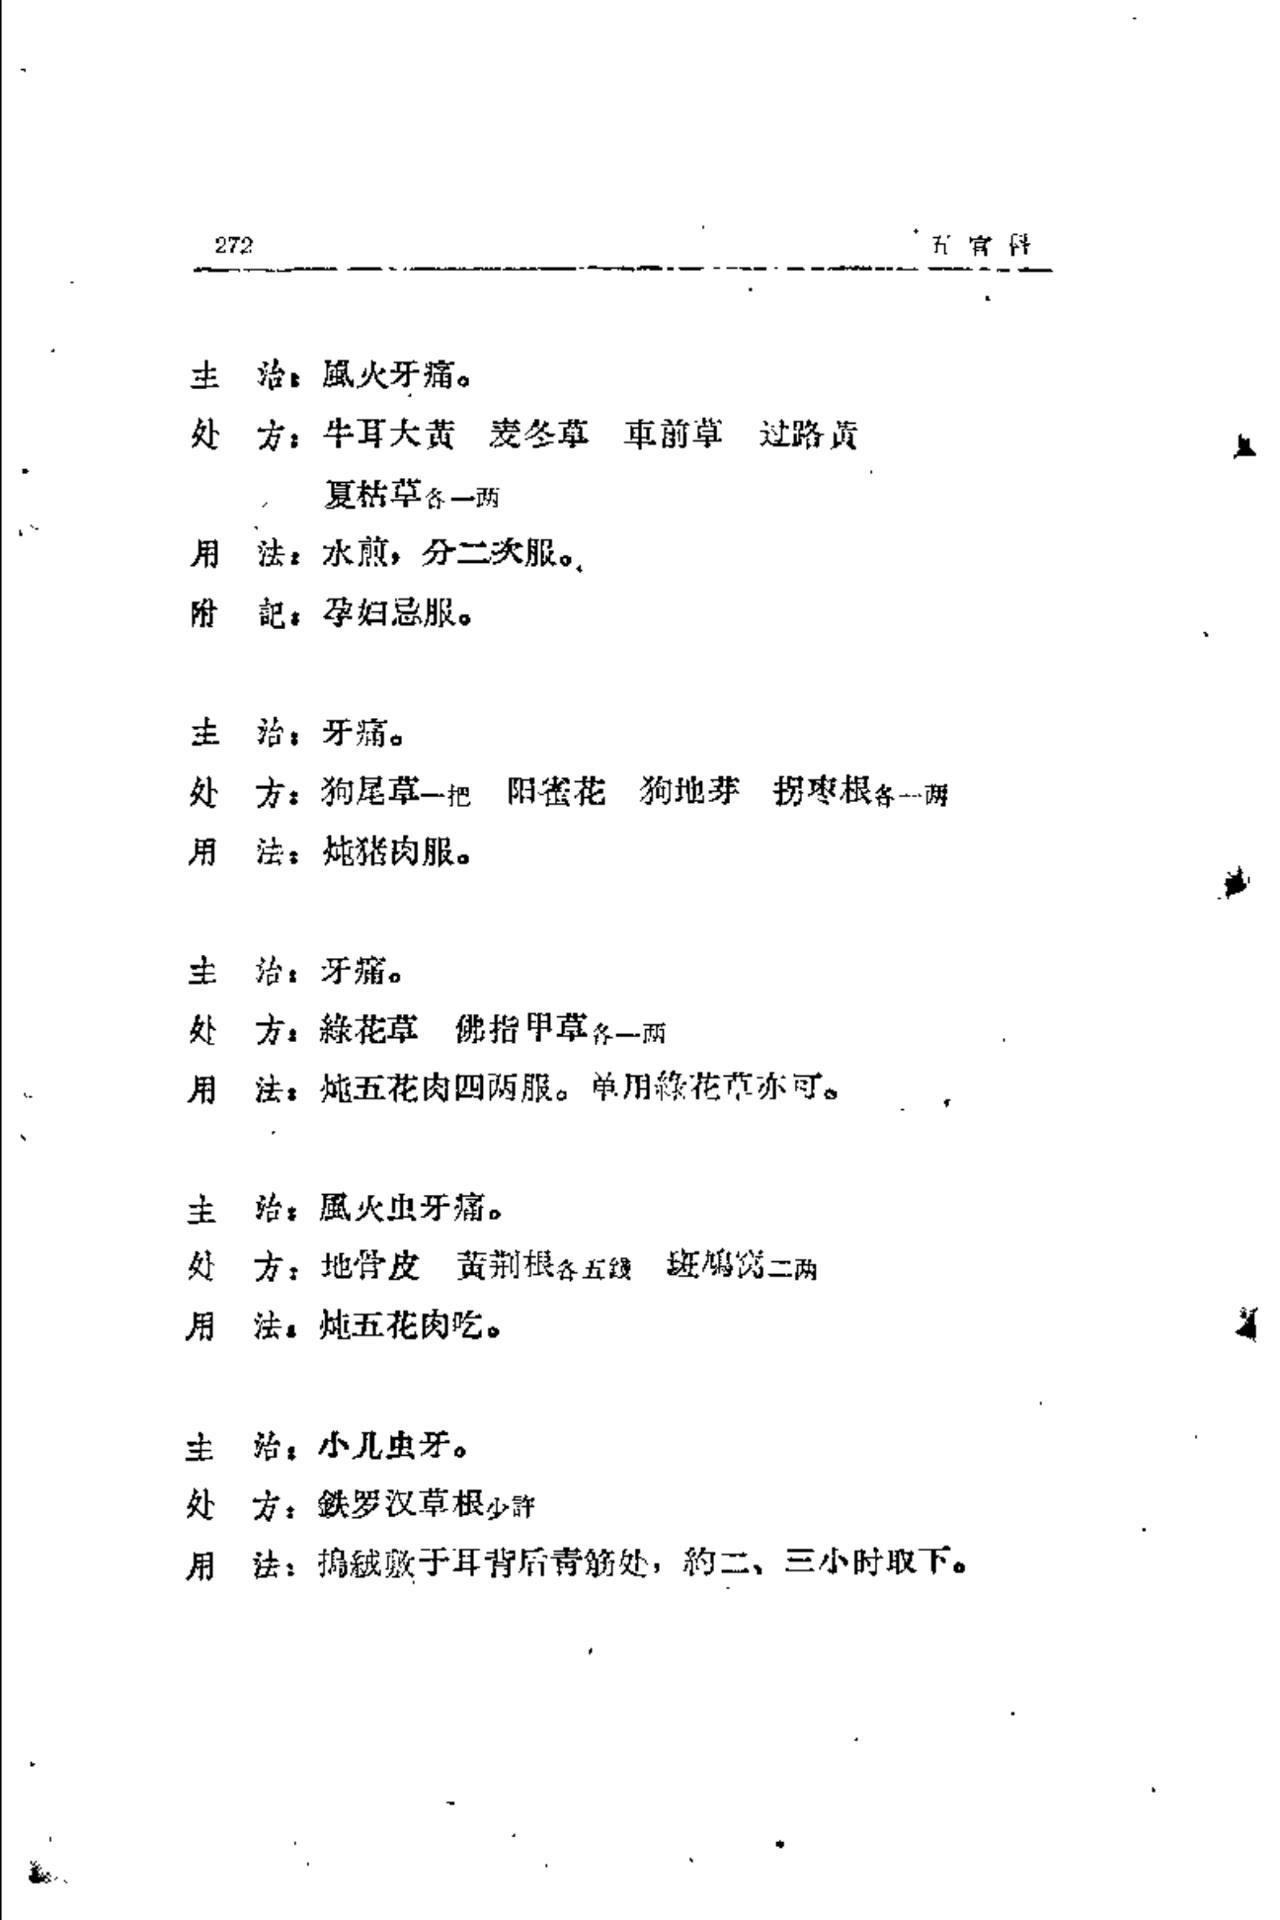 272 五官科
主 治：風火牙痛。
处 方：牛耳大黃 麦冬草 車前草 过路黃
夏枯草各一两
用 法：水煎，分二次服。
附 記：孕妇忌服。
主 治：牙痛。
处 方：狗尾草一把 阳雀花 狗地芽 拐枣根各一两
用 法：炖猪肉服。
主 治：牙痛。
处 方：綠花草 佛指甲草各一两
用 法：炖五花肉四两服。单用綠花草亦可。
主 治：風火虫牙痛。
处 方：地骨皮 黃荆根各五錢 斑鳩窝二两
用 法：炖五花肉吃。
主 治：小儿虫牙。
处 方：鉄罗汉草根少許
用 法：搗絨敷于耳背后青筋处，約二、三小时取下。